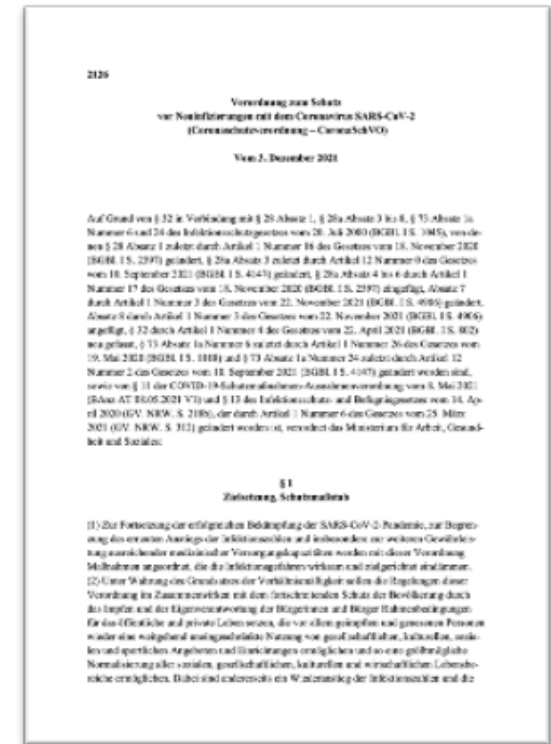 2126
Verordnung zum Schutz
vor Neuinfizierungen mit dem Coronavirus SARS-CoV-2
(Coronaschutzverordnung – CoronaSchVO)
Vom 3. Dezember 2021
Auf Grund von § 32 in Verbindung mit § 28 Absatz 1, § 28a Absatz 3 bis 8, § 73 Absatz 1a
Nummer 6 und 24 des Infektionsschutzgesetzes vom 20. Juli 2000 (BGBl. I S. 1045), von de-
nen § 28 Absatz 1 zuletzt durch Artikel 1 Nummer 16 des Gesetzes vom 18. November 2020
(BGBl. I S. 2397) geändert, § 28a Absatz 3 zuletzt durch Artikel 12 Nummer 0 des Gesetzes
vom 10. September 2021 (BGBl. I S. 4147) geändert, § 28a Absatz 4 bis 6 durch Artikel 1
Nummer 17 des Gesetzes vom 18. November 2020 (BGBl. I S. 2397) eingefügt, Absatz 7
durch Artikel 1 Nummer 3 des Gesetzes vom 22. November 2021 (BGBl. I S. 4906) geändert,
Absatz 8 durch Artikel 1 Nummer 3 des Gesetzes vom 22. November 2021 (BGBl. I S. 4906)
angefügt, § 32 durch Artikel 1 Nummer 4 des Gesetzes vom 22. April 2021 (BGBl. I S. 802)
neu gefasst, § 73 Absatz 1a Nummer 6 zuletzt durch Artikel 1 Nummer 26 des Gesetzes vom
19. Mai 2020 (BGBl. I S. 1018) und § 73 Absatz 1a Nummer 24 zuletzt durch Artikel 12
Nummer 2 des Gesetzes vom 10. September 2021 (BGBl. I S. 4147) geändert worden sind,
sowie von § 11 der COVID-19-Schutzmaßnahmen-Ausnahmenverordnung vom 8. Mai 2021
(BAnz AT 08.05.2021 V1) und § 13 des Infektionsschutz- und Befugnisgesetzes vom 14. Ap-
ril 2020 (GV. NRW. S. 218b), der durch Artikel 1 Nummer 6 des Gesetzes vom 25. März
2021 (GV. NRW. S. 312) geändert worden ist, verordnet das Ministerium für Arbeit, Gesund-
heit und Soziales:
§ 1
Zielsetzung, Schutzmaßstab
(1) Zur Fortsetzung der erfolgreichen Bekämpfung der SARS-CoV-2-Pandemie, zur Begren-
zung des erneuten Anstiegs der Infektionszahlen und insbesondere zur weiteren Gewährleis-
tung ausreichender medizinischer Versorgungskapazitäten werden mit dieser Verordnung
Maßnahmen angeordnet, die die Infektionsgefahren wirksam und zielgerichtet eindämmen.
(2) Unter Wahrung des Grundsatzes der Verhältnismäßigkeit sollen die Regelungen dieser
Verordnung im Zusammenwirken mit dem fortschreitenden Schutz der Bevölkerung durch
das Impfen und der Eigenverantwortung der Bürgerinnen und Bürger Rahmenbedingungen
für das öffentliche und private Leben setzen, die vor allem geimpften und genesenen Personen
wieder eine weitgehend uneingeschränkte Nutzung von gesellschaftlichen, kulturellen, sozia-
len und sportlichen Angeboten und Einrichtungen ermöglichen und so eine größtmögliche
Normalisierung aller sozialen, gesellschaftlichen, kulturellen und wirtschaftlichen Lebensbe-
reiche ermöglichen. Dabei sind andererseits ein Wiederanstieg der Infektionszahlen und die